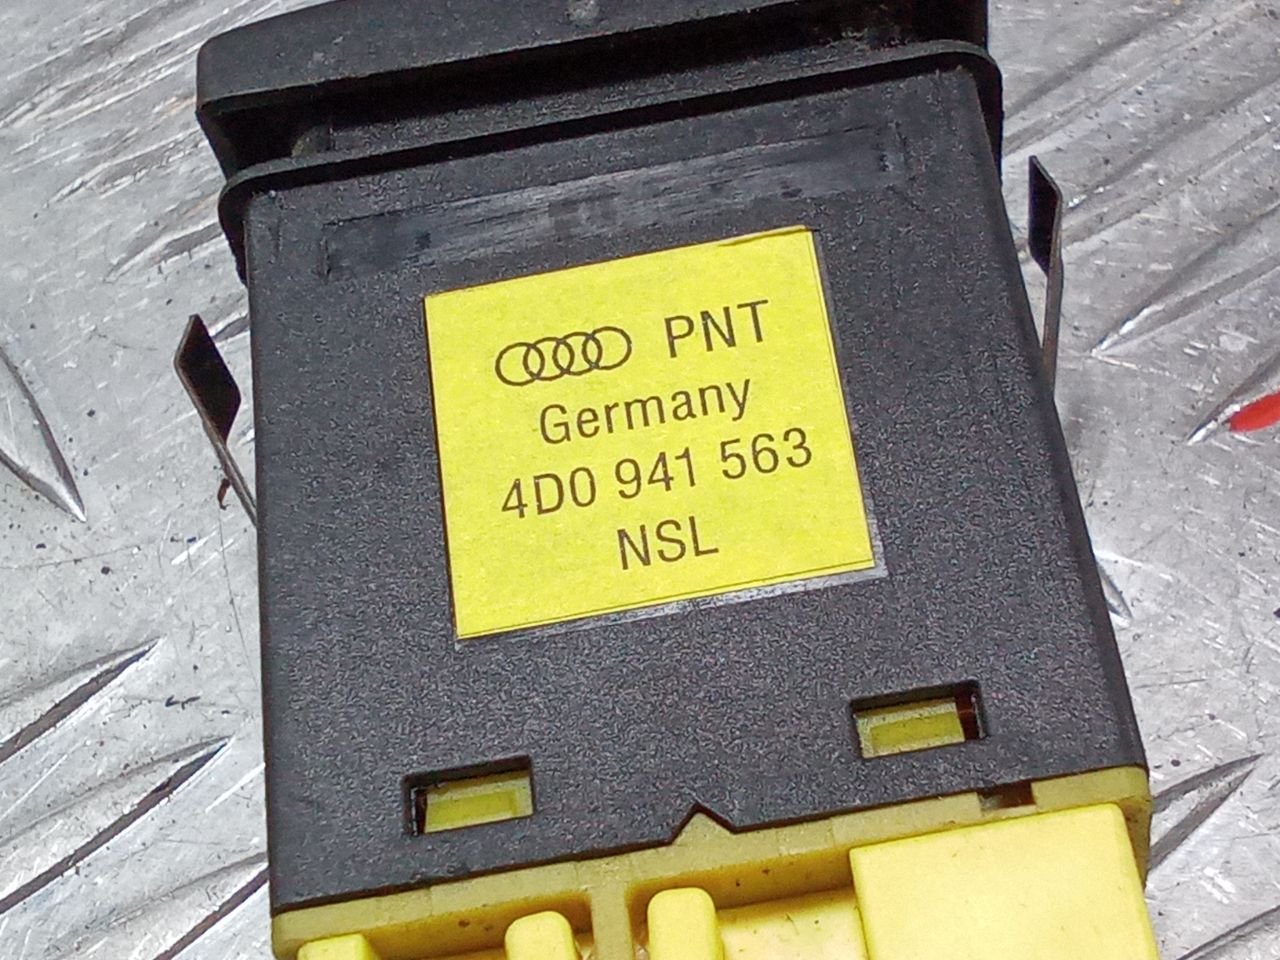 PNT
Germany
4D0 941 563
NSL